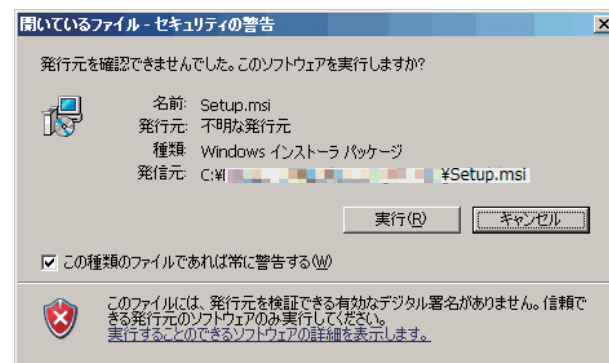 開いているファイル - セキュリティの警告
発行元を確認できませんでした。このソフトウェアを実行しますか?
名前: Setup.msi
発行元: 不明な発行元
種類: Windows インストーラ パッケージ
発信元: C:¥ ¥Setup.msi
実行(R) キャンセル
この種類のファイルであれば常に警告する(W)
このファイルには、発行元を検証できる有効なデジタル署名がありません。信頼で
きる発行元のソフトウェアのみ実行してください。
実行することのできるソフトウェアの詳細を表示します。